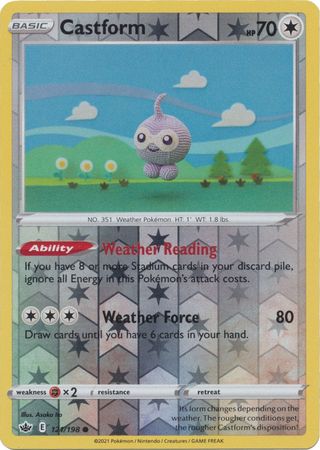 BASIC Castform HP 70
NO. 351 Weather Pokémon HT: 1' WT: 1.8 lbs.
Ability Weather Reading
If you have 8 or more Stadium cards in your discard pile,
ignore all Energy in this Pokémon's attack costs.
Weather Force 80
Draw cards until you have 6 cards in your hand.
weakness ×2 resistance retreat
Illus. Asako Ito
E 121/198
Its form changes depending on
the weather. The rougher conditions get,
the rougher Castform's disposition!
©2021 Pokémon / Nintendo / Creatures / GAME FREAK